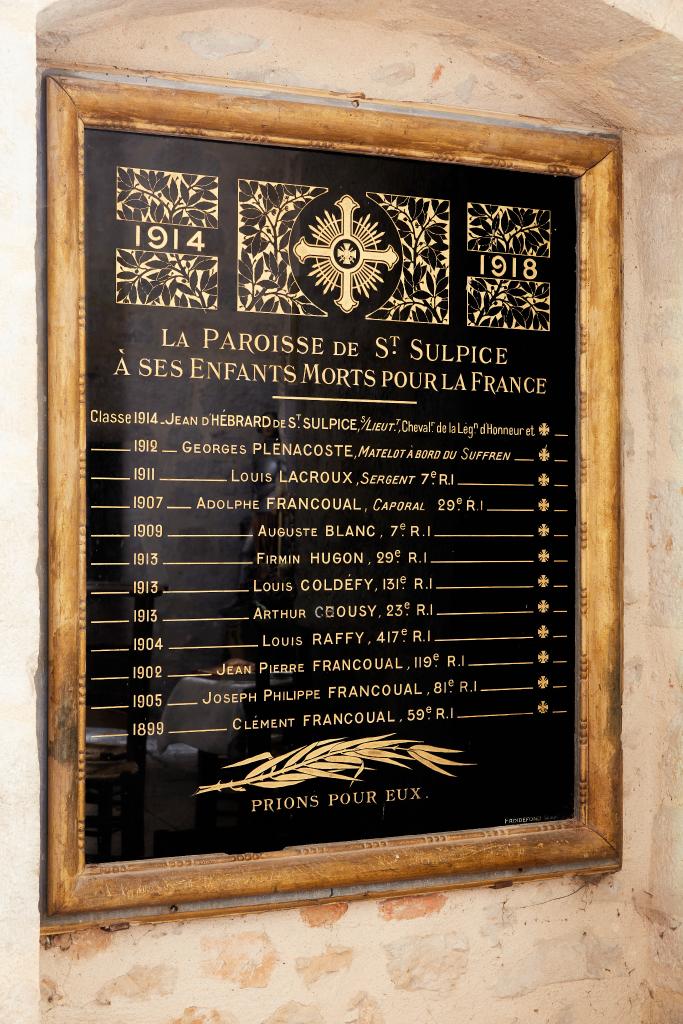 1914
1918
LA PAROISSE DE ST SULPICE
À SES ENFANTS MORTS POUR LA FRANCE
Classe 1914 JEAN D'HÉBRARD DE ST SULPICE, S/LIEUT.T, Cheval.r de la Lég.n d'Honneur et
1912 GEORGES PLÉNACOSTE, MATELOT À BORD DU SUFFREN
1911 LOUIS LACROUX, SERGENT 7e R.I
1907 ADOLPHE FRANCOUAL, CAPORAL 29e R.I
1909 AUGUSTE BLANC, 7e R.I
1913 FIRMIN HUGON, 29e R.I
1913 LOUIS COLDÉFY, 131e R.I
1913 ARTHUR CHOUSY, 23e R.I
1904 LOUIS RAFFY, 417e R.I
1902 JEAN PIERRE FRANCOUAL, 119e R.I
1905 JOSEPH PHILIPPE FRANCOUAL, 81e R.I
1899 CLÉMENT FRANCOUAL, 59e R.I
PRIONS POUR EUX.